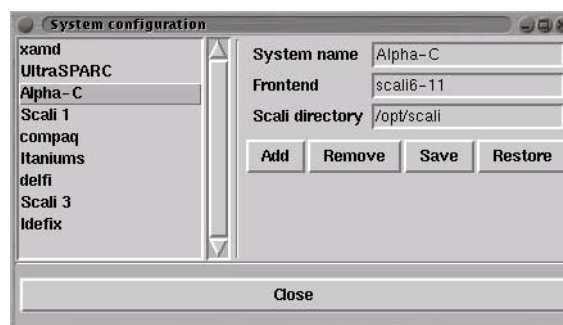 System configuration
xamd
UltraSPARC
Alpha-C
Scali 1
compaq
Itaniums
delfi
Scali 3
Idefix
System name Alpha-C
Frontend scali6-11
Scali directory /opt/scali
Add Remove Save Restore
Close